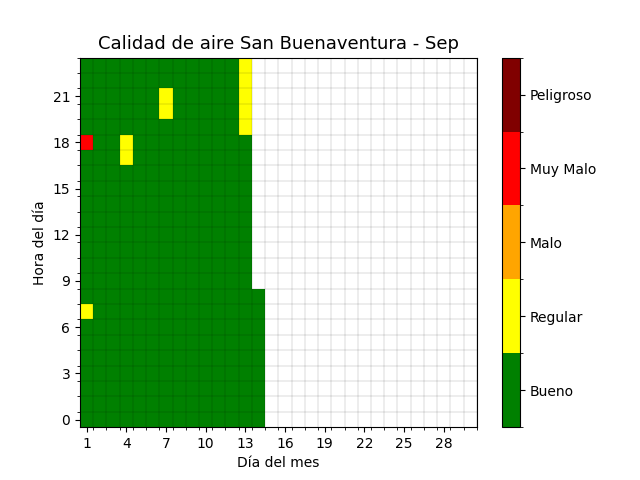 Calidad de aire San Buenaventura - Sep
Hora del día
21
18
15
12
9
6
3
0
1 4 7 10 13 16 19 22 25 28
Día del mes
Peligroso
Muy Malo
Malo
Regular
Bueno